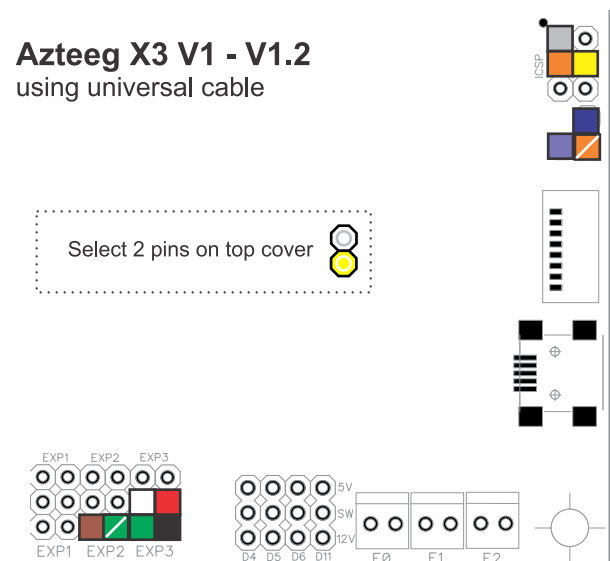 Azteeg X3 V1 - V1.2
using universal cable
ICSP
Select 2 pins on top cover
EXP1 EXP2 EXP3
5V
SW
12V
EXP1 EXP2 EXP3
D4 D5 D6 D11
E0 E1 E2